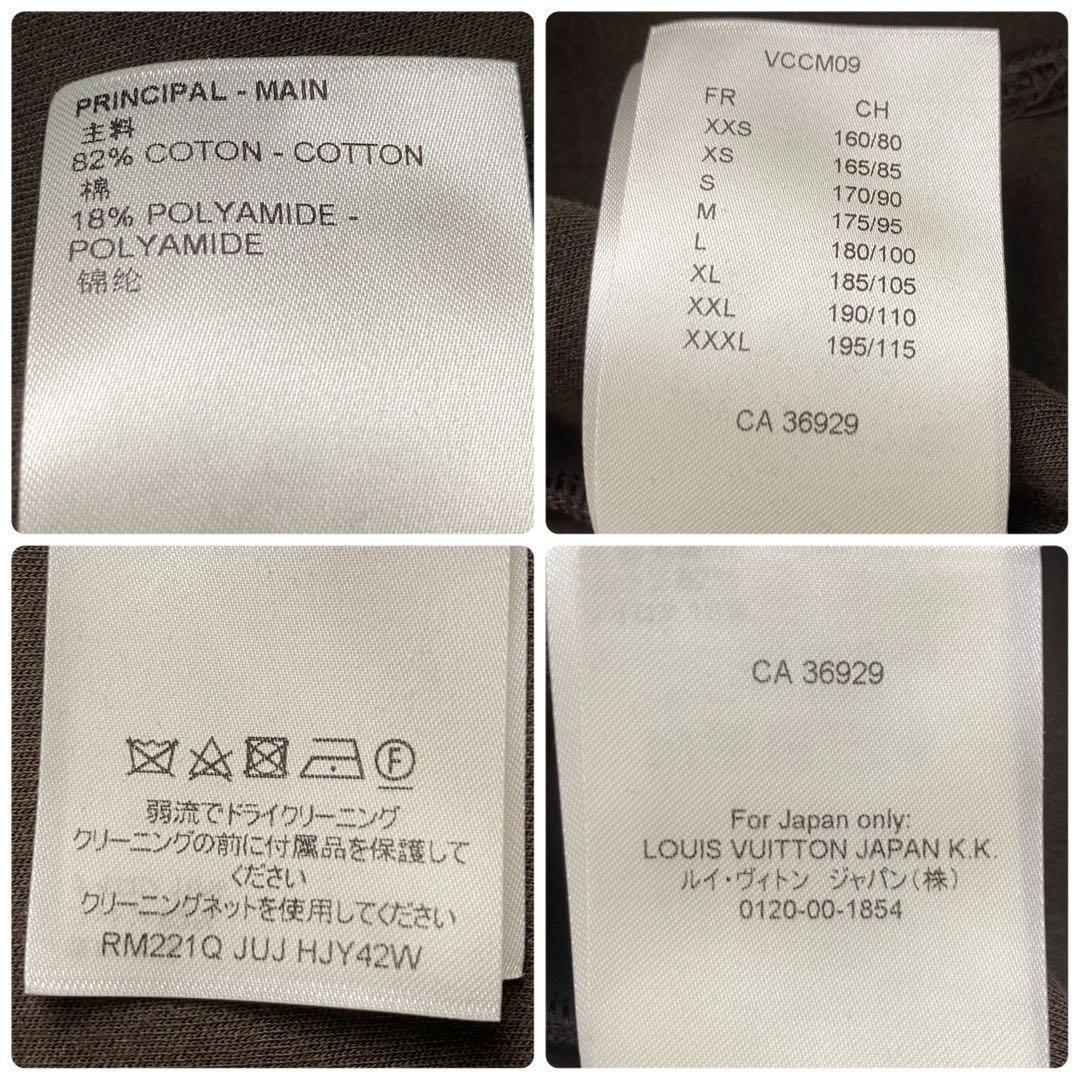 PRINCIPAL - MAIN
主料
82% COTON - COTTON
棉
18% POLYAMIDE -
POLYAMIDE
锦纶
VCCM09
FR CH
XXS 160/80
XS 165/85
S 170/90
M 175/95
L 180/100
XL 185/105
XXL 190/110
XXXL 195/115
CA 36929
F
弱流でドライクリーニング
クリーニングの前に付属品を保護して
ください
クリーニングネットを使用してください
RM221Q JUJ HJY42W
CA 36929
For Japan only:
LOUIS VUITTON JAPAN K.K.
ルイ・ヴィトン ジャパン(株)
0120-00-1854